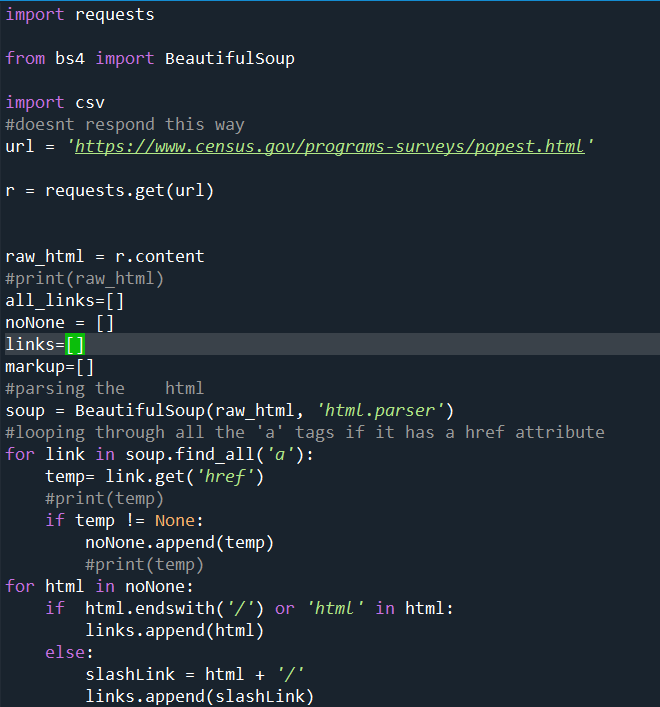 import requests
from bs4 import BeautifulSoup
import csv
#doesnt respond this way
url = 'https://www.census.gov/programs-surveys/popest.html'
r = requests.get(url)
raw_html = r.content
#print(raw_html)
all_links=[]
noNone = []
links=[]
markup=[]
#parsing the    html
soup = BeautifulSoup(raw_html, 'html.parser')
#looping through all the 'a' tags if it has a href attribute
for link in soup.find_all('a'):
    temp= link.get('href')
    #print(temp)
    if temp != None:
        noNone.append(temp)
        #print(temp)
for html in noNone:
    if  html.endswith('/') or 'html' in html:
        links.append(html)
    else:
        slashLink = html + '/'
        links.append(slashLink)